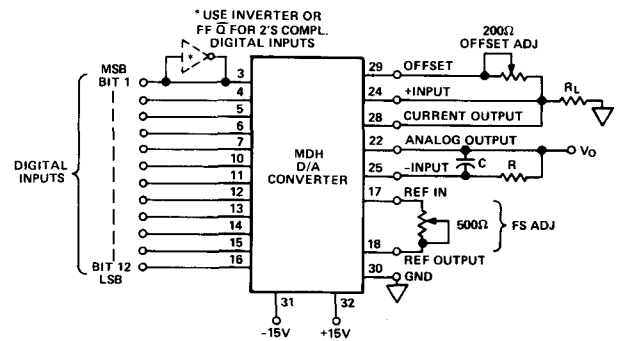 * USE INVERTER OR
FF Q̅ FOR 2'S COMPL.
DIGITAL INPUTS
*
MSB
BIT 1
DIGITAL
INPUTS
BIT 12
LSB
3
4
5
6
7
10
11
12
13
14
15
16
MDH
D/A
CONVERTER
31
-15V
32
+15V
200Ω
OFFSET ADJ
29 OFFSET
24 +INPUT
28 CURRENT OUTPUT
RL
22 ANALOG OUTPUT
VO
25 -INPUT
C
R
17 REF IN
500Ω
FS ADJ
18 REF OUTPUT
30 GND